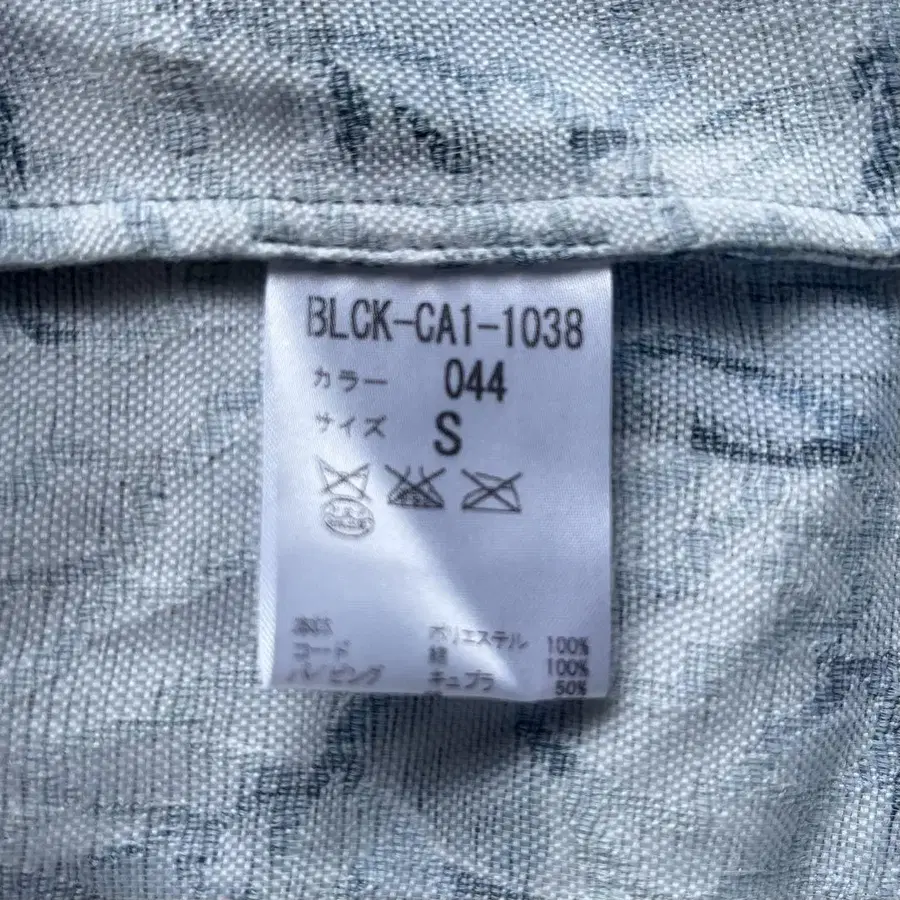 BLCK-CA1-1038
カラー 044
サイズ S
ポリエステル 100%
コード 綿 100%
パイピング キュプラ 50%